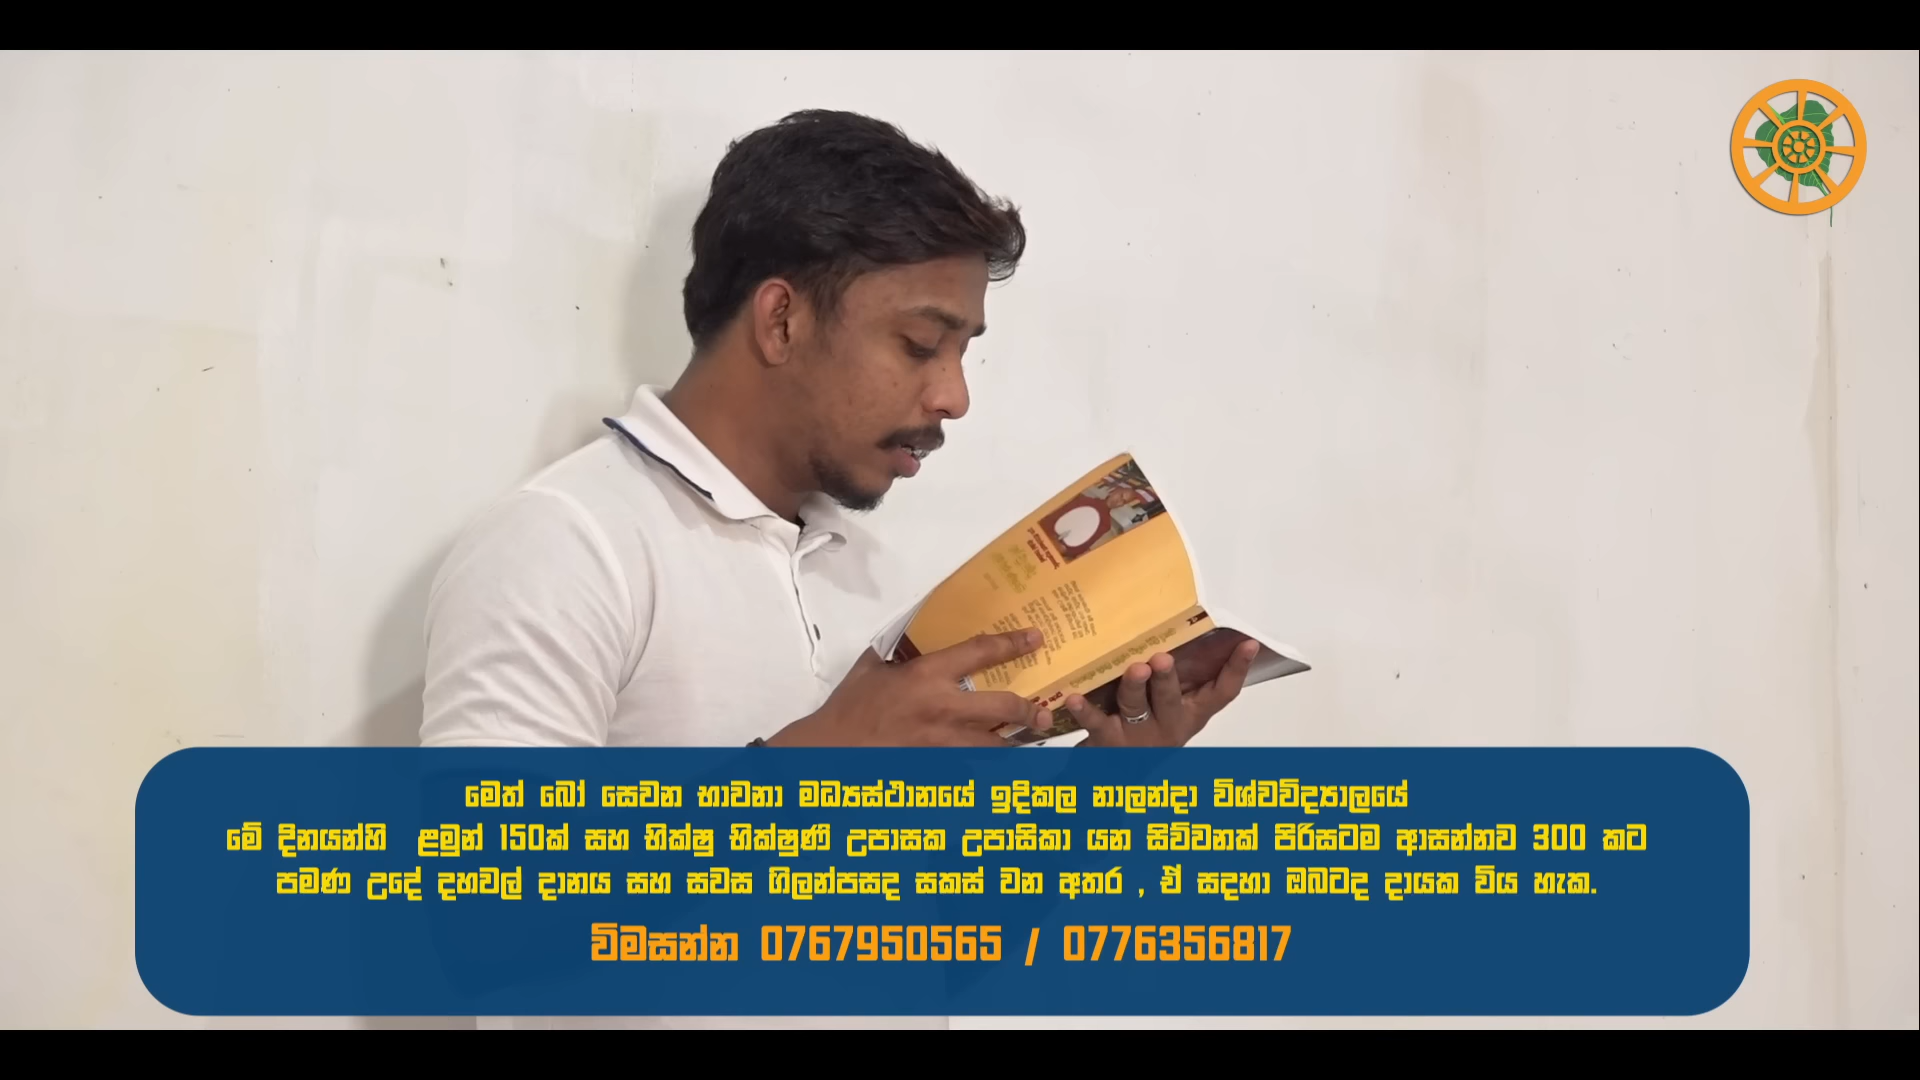 මෙත් බෝ සෙවන භාවනා මධ්‍යස්ථානයේ ඉදිකල නාලන්දා විශ්වවිද්‍යාලයේ
මේ දිනයන්හි ළමුන් 150ක් සහ භික්ෂු භික්ෂුණි උපාසක උපාසිකා යන සිව්වනක් පිරිසටම ආසන්නව 300 කට
පමණ උදේ දහවල් දානය සහ සවස ගිලන්පසද සකස් වන අතර , ඒ සදහා ඔබටද දායක විය හැක.
විමසන්න 0767950565 / 0776356817